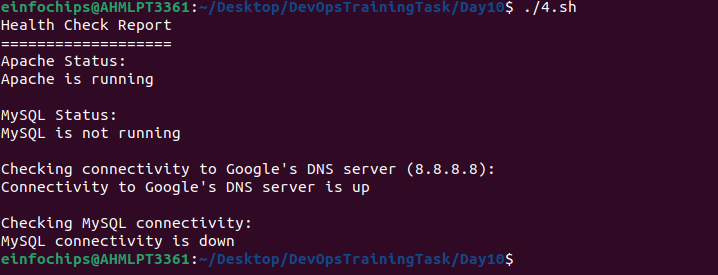 einfochips@AHMLPT3361:~/Desktop/DevOpsTrainingTask/Day10$ ./4.sh
Health Check Report
===================
Apache Status:
Apache is running
MySQL Status:
MySQL is not running
Checking connectivity to Google's DNS server (8.8.8.8):
Connectivity to Google's DNS server is up
Checking MySQL connectivity:
MySQL connectivity is down
einfochips@AHMLPT3361:~/Desktop/DevOpsTrainingTask/Day10$